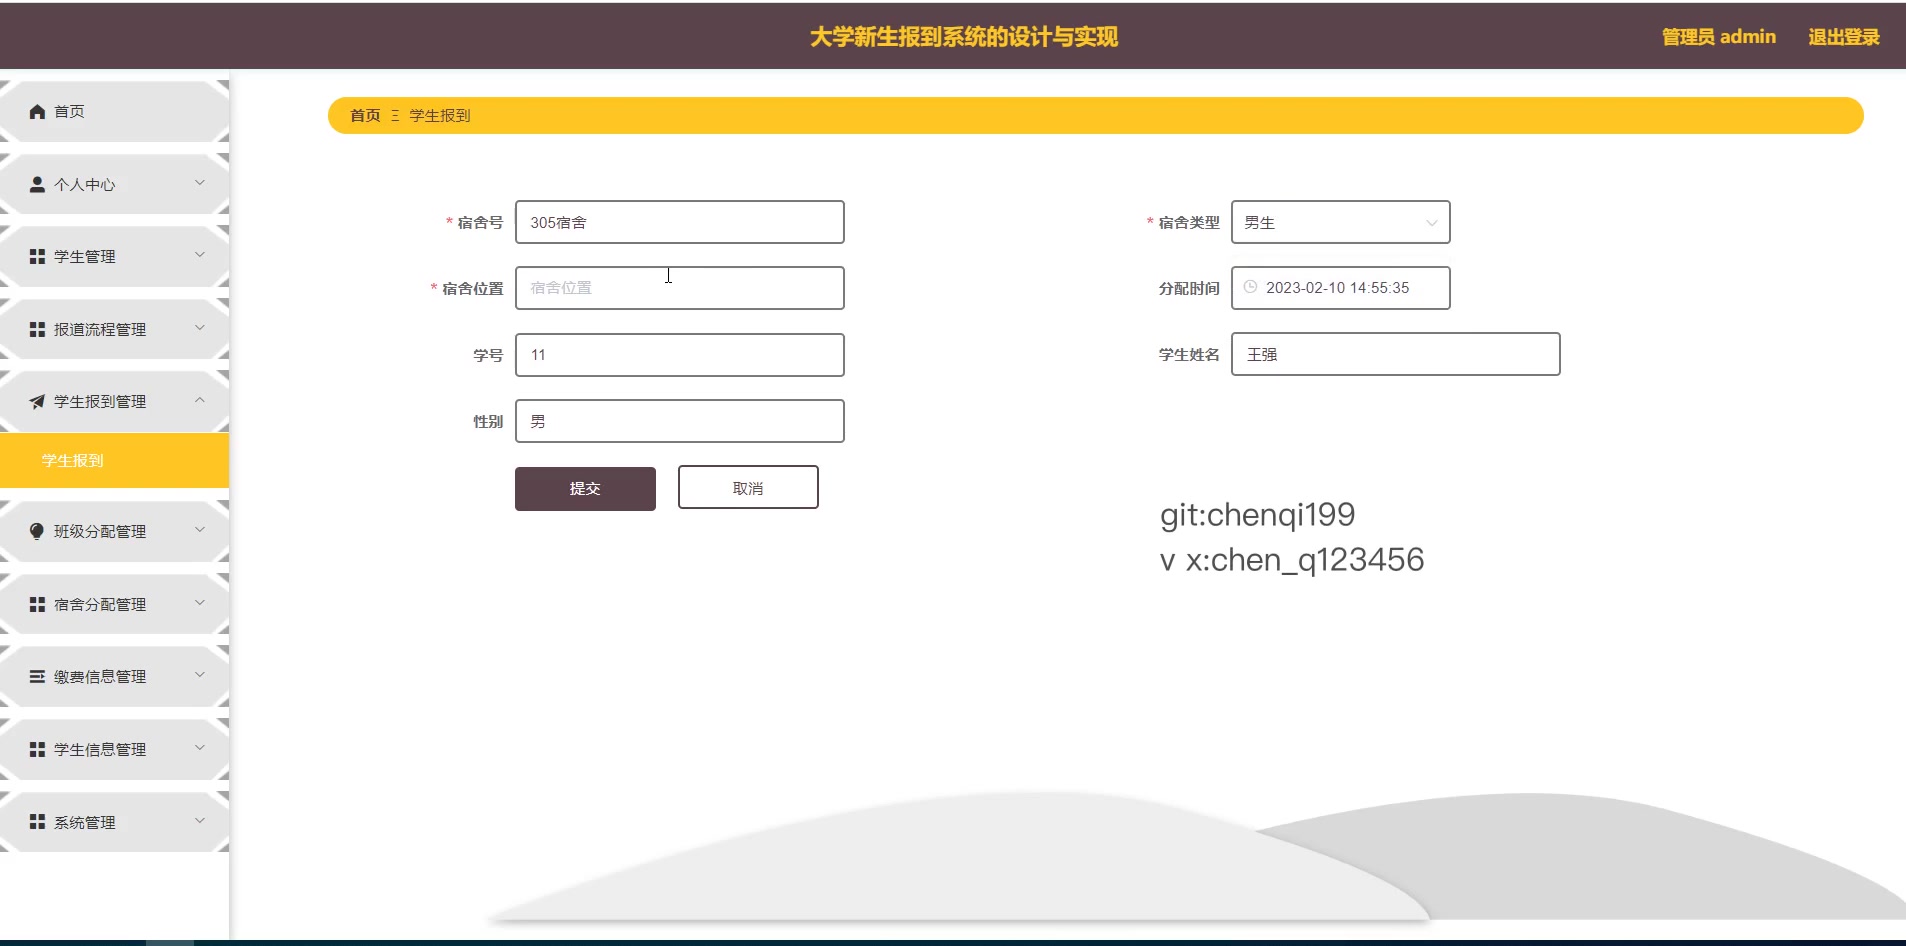 大学新生报到系统的设计与实现
管理员 admin
退出登录
首页
个人中心
学生管理
报道流程管理
学生报到管理
学生报到
班级分配管理
宿舍分配管理
缴费信息管理
学生信息管理
系统管理
首页 Ξ 学生报到
* 宿舍号 305宿舍
* 宿舍类型 男生
* 宿舍位置 宿舍位置
分配时间 2023-02-10 14:55:35
学号 11
学生姓名 王强
性别 男
提交
取消
git:chenqi199
v x:chen_q123456